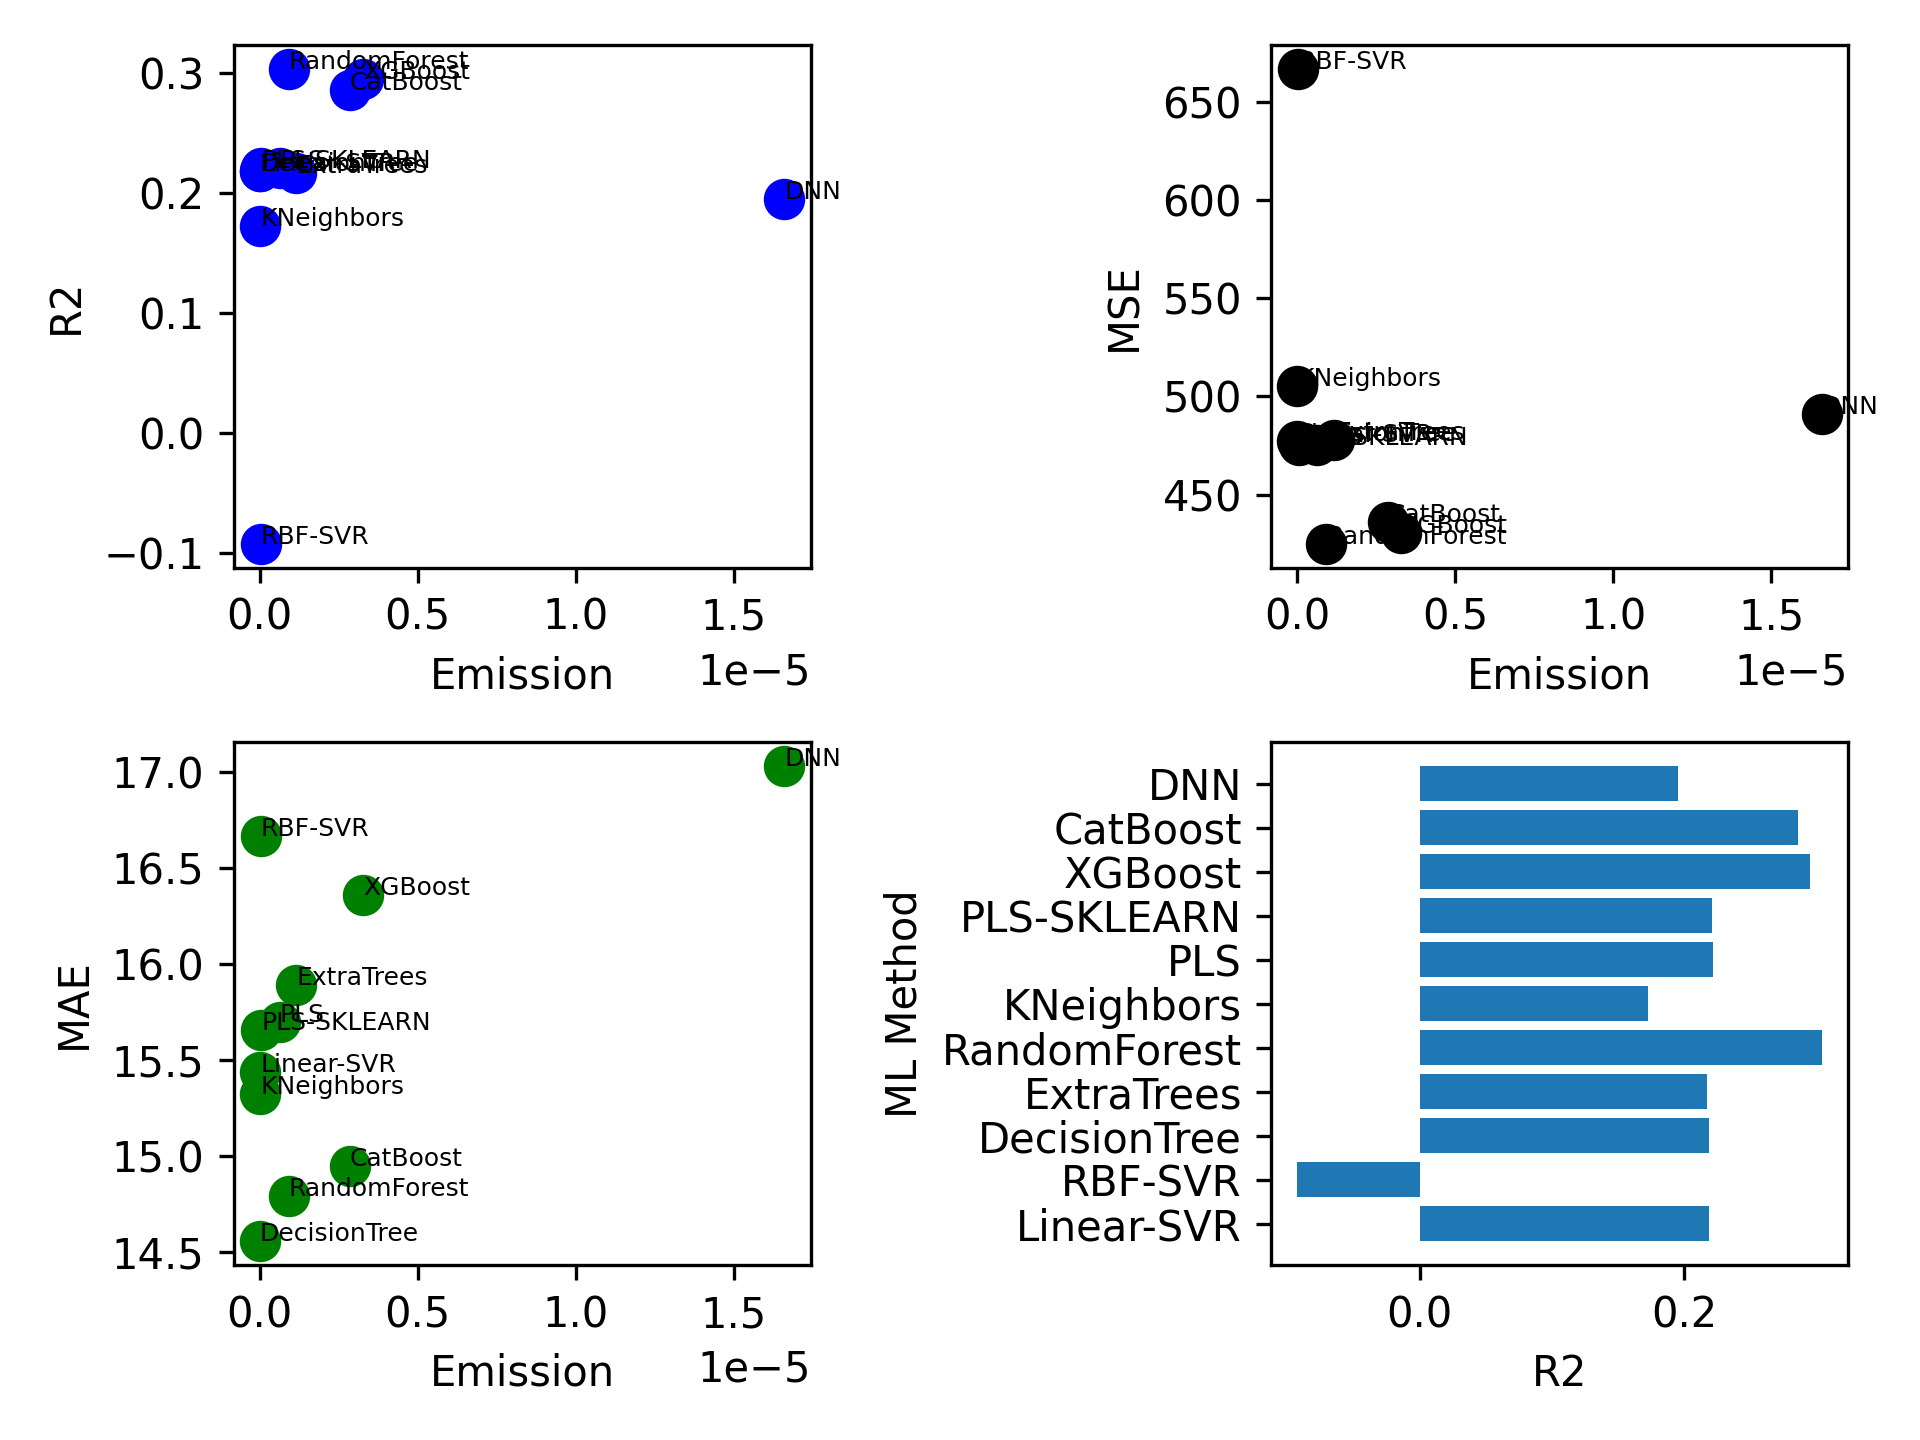 R2
0.3
0.2
0.1
0.0
−0.1
RandomForest
XGBoost
CatBoost
PLS-SKLEARN
ExtraTrees
KNeighbors
DNN
RBF-SVR
0.0 0.5 1.0 1.5
Emission
1e−5
MSE
650
600
550
500
450
RBF-SVR
KNeighbors
DNN
CatBoost
XGBoost
RandomForest
0.0 0.5 1.0 1.5
Emission
1e−5
MAE
17.0
16.5
16.0
15.5
15.0
14.5
DNN
RBF-SVR
XGBoost
ExtraTrees
PLS
PLS-SKLEARN
Linear-SVR
KNeighbors
CatBoost
RandomForest
DecisionTree
0.0 0.5 1.0 1.5
Emission
1e−5
ML Method
DNN
CatBoost
XGBoost
PLS-SKLEARN
PLS
KNeighbors
RandomForest
ExtraTrees
DecisionTree
RBF-SVR
Linear-SVR
0.0 0.2
R2